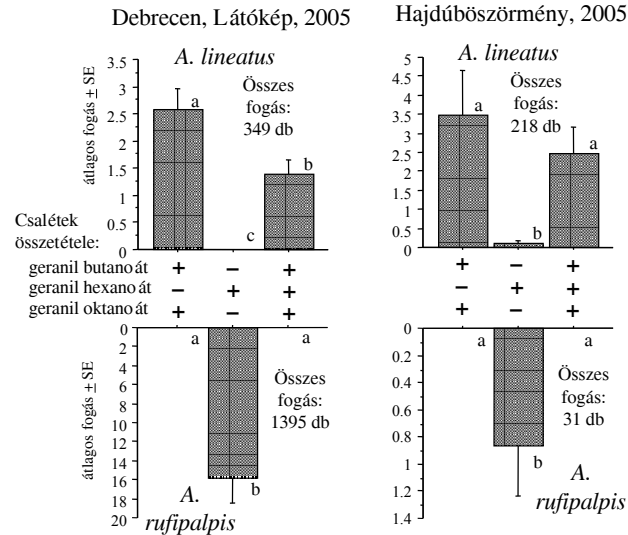 Debrecen, Látókép, 2005
Hajdúböszörmény, 2005
A. lineatus
Összes
fogás:
349 db
átlagos fogás ± SE
3.5
3
2.5
2
1.5
1
0.5
0
a
c
b
A. lineatus
Összes
fogás:
218 db
5
4.5
4
3.5
3
2.5
2
1.5
1
0.5
0
a
b
a
Csalétek
összetétele:
geranil butanoát + – + + – +
geranil hexanoát – + + – + +
geranil oktanoát + – + + – +
átlagos fogás ± SE
0
2
4
6
8
10
12
14
16
18
20
a
b
a
Összes
fogás:
1395 db
A.
rufipalpis
0
0.2
0.4
0.6
0.8
1
1.2
1.4
a
b
a
Összes
fogás:
31 db
A.
rufipalpis